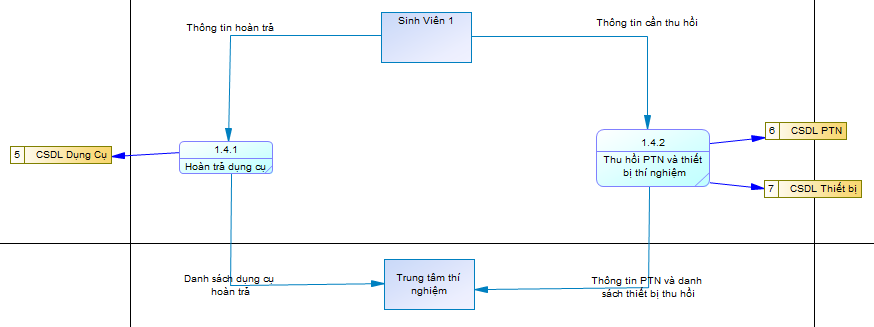 Sinh Viên 1
Thông tin hoàn trả
Thông tin cần thu hồi
6 CSDL PTN
1.4.1
Hoàn trả dụng cụ
1.4.2
Thu hồi PTN và thiết
bị thí nghiệm
5 CSDL Dụng Cụ
7 CSDL Thiết bị
Danh sách dụng cụ
hoàn trả
Trung tâm thí
nghiệm
Thông tin PTN và danh
sách thiết bị thu hồi